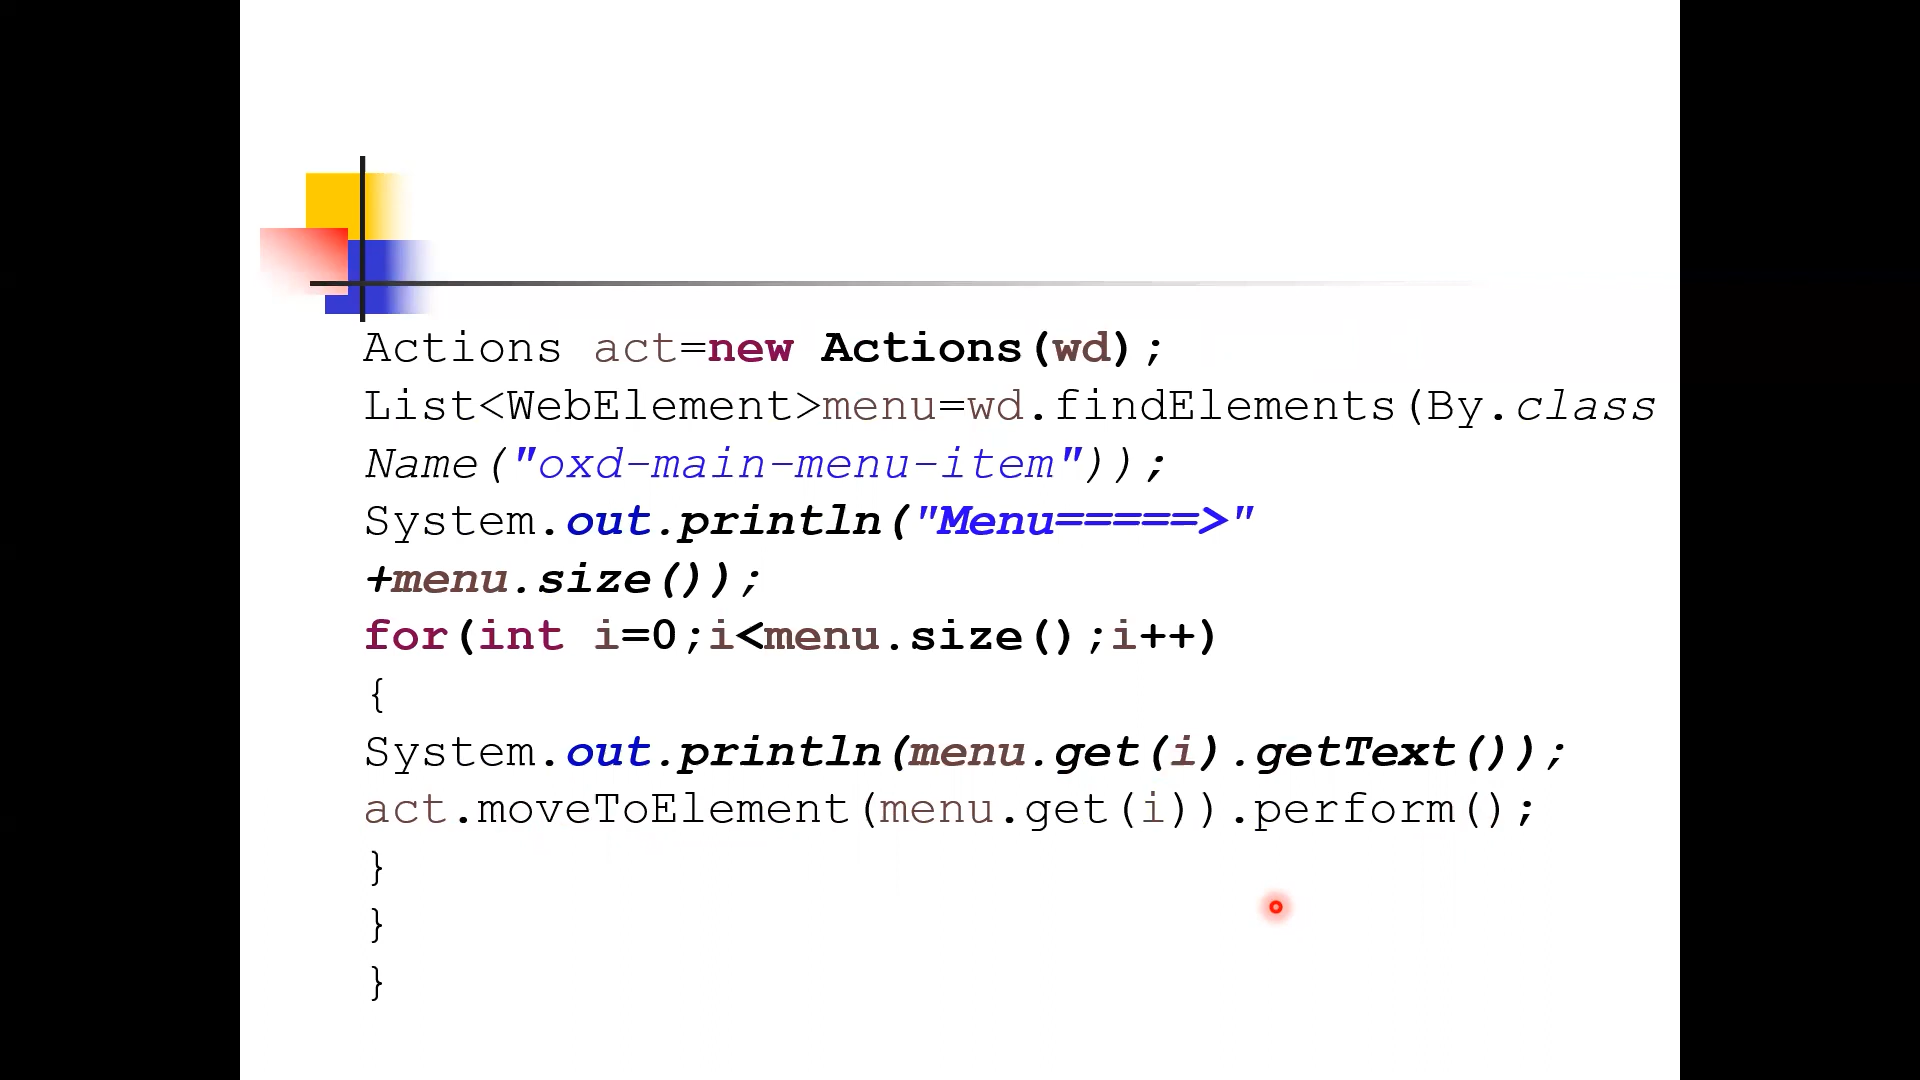 Actions act=new Actions(wd);
List<WebElement>menu=wd.findElements(By.class
Name("oxd-main-menu-item"));
System.out.println("Menu=====>"
+menu.size());
for(int i=0;i<menu.size();i++)
{
System.out.println(menu.get(i).getText());
act.moveToElement(menu.get(i)).perform();
}
}
}